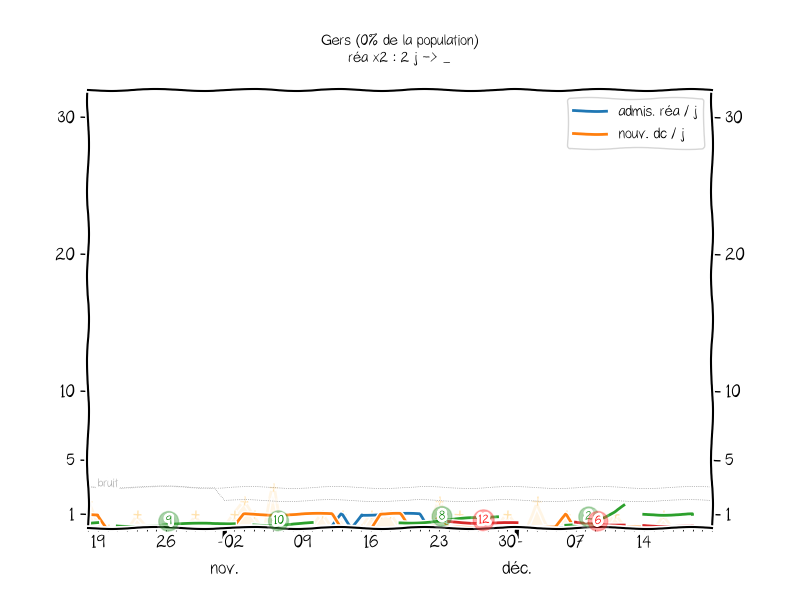 Gers (0% de la population)
réa x2 : 2 j -> _
admis. réa / j
nouv. dc / j
30 30
20 20
10 10
5 5
bruit
1 1
9 10 8 12 2 6
19 26 02 09 16 23 30 07 14
nov. déc.